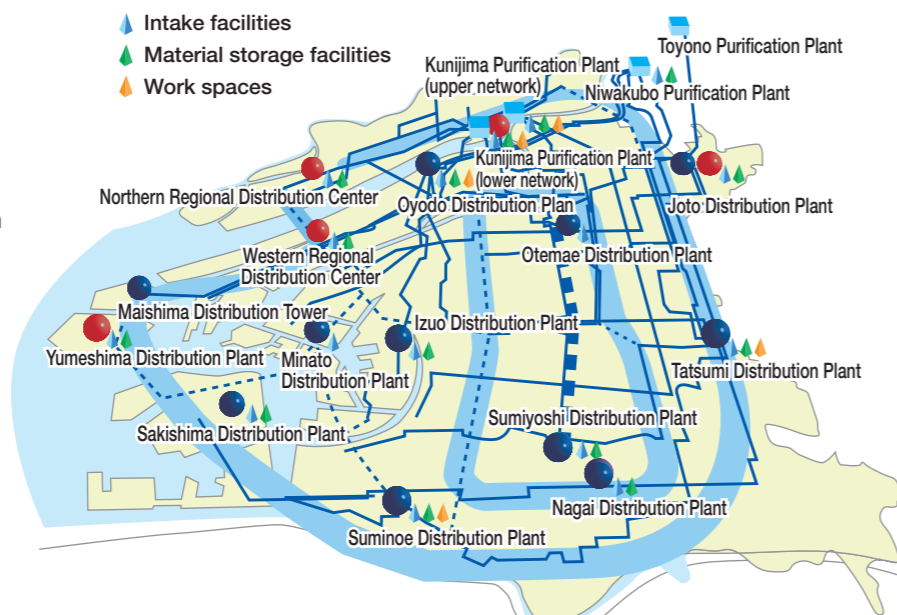 Intake facilities
Material storage facilities
Work spaces
Toyono Purification Plant
Kunijima Purification Plant
(upper network)
Niwakubo Purification Plant
Kunijima Purification Plant
(lower network)
Northern Regional Distribution Center
Oyodo Distribution Plan
Joto Distribution Plant
Western Regional
Distribution Center
Otemae Distribution Plant
Maishima Distribution Tower
Izuo Distribution Plant
Yumeshima Distribution Plant
Minato
Distribution Plant
Tatsumi Distribution Plant
Sakishima Distribution Plant
Sumiyoshi Distribution Plant
Nagai Distribution Plant
Suminoe Distribution Plant